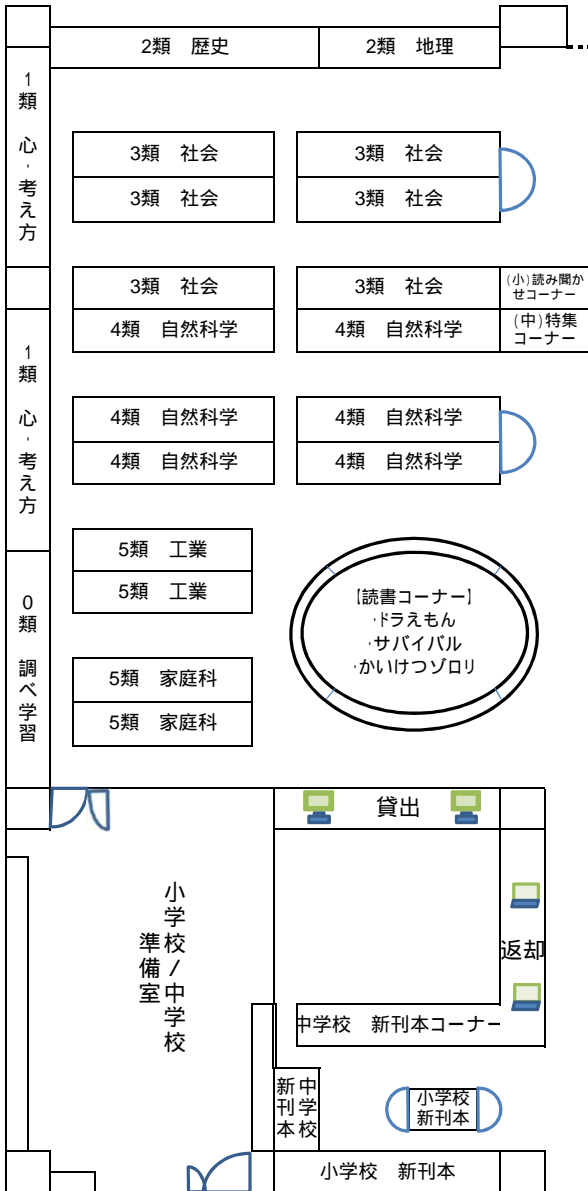 2類　歴史
2類　地理
1類　心・考え方
3類　社会
3類　社会
3類　社会
3類　社会
3類　社会
3類　社会
(小)読み聞か
せコーナー
4類　自然科学
4類　自然科学
(中)特集
コーナー
1類　心・考え方
4類　自然科学
4類　自然科学
4類　自然科学
4類　自然科学
5類　工業
5類　工業
【読書コーナー】
・ドラえもん
・サバイバル
・かいけつゾロリ
0類　調べ学習
5類　家庭科
5類　家庭科
貸出
小学校/中学校
準備室
返却
中学校　新刊本コーナー
中学校
新刊本
小学校
新刊本
小学校　新刊本